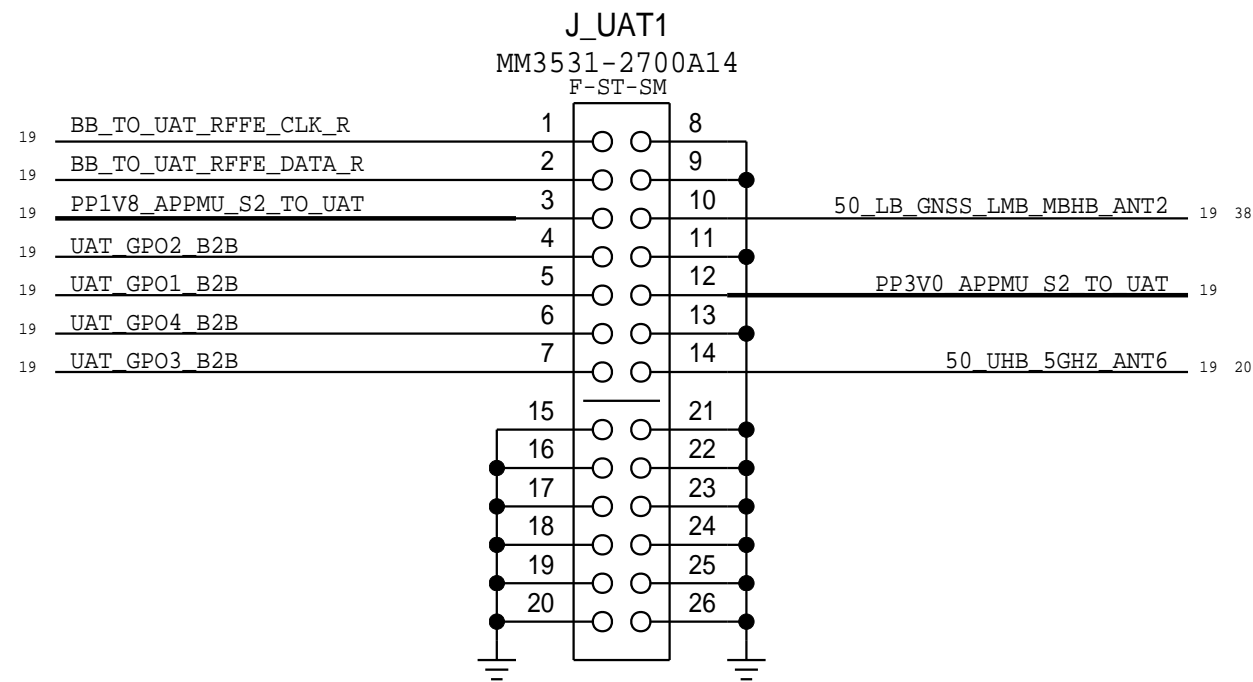 J_UAT1
MM3531-2700A14
F-ST-SM
19 BB_TO_UAT_RFFE_CLK_R 1 8
19 BB_TO_UAT_RFFE_DATA_R 2 9
19 PP1V8_APPMU_S2_TO_UAT 3 10 50_LB_GNSS_LMB_MBHB_ANT2 19 38
19 UAT_GPO2_B2B 4 11
19 UAT_GPO1_B2B 5 12 PP3V0_APPMU_S2_TO_UAT 19
19 UAT_GPO4_B2B 6 13
19 UAT_GPO3_B2B 7 14 50_UHB_5GHZ_ANT6 19 20
15 21
16 22
17 23
18 24
19 25
20 26